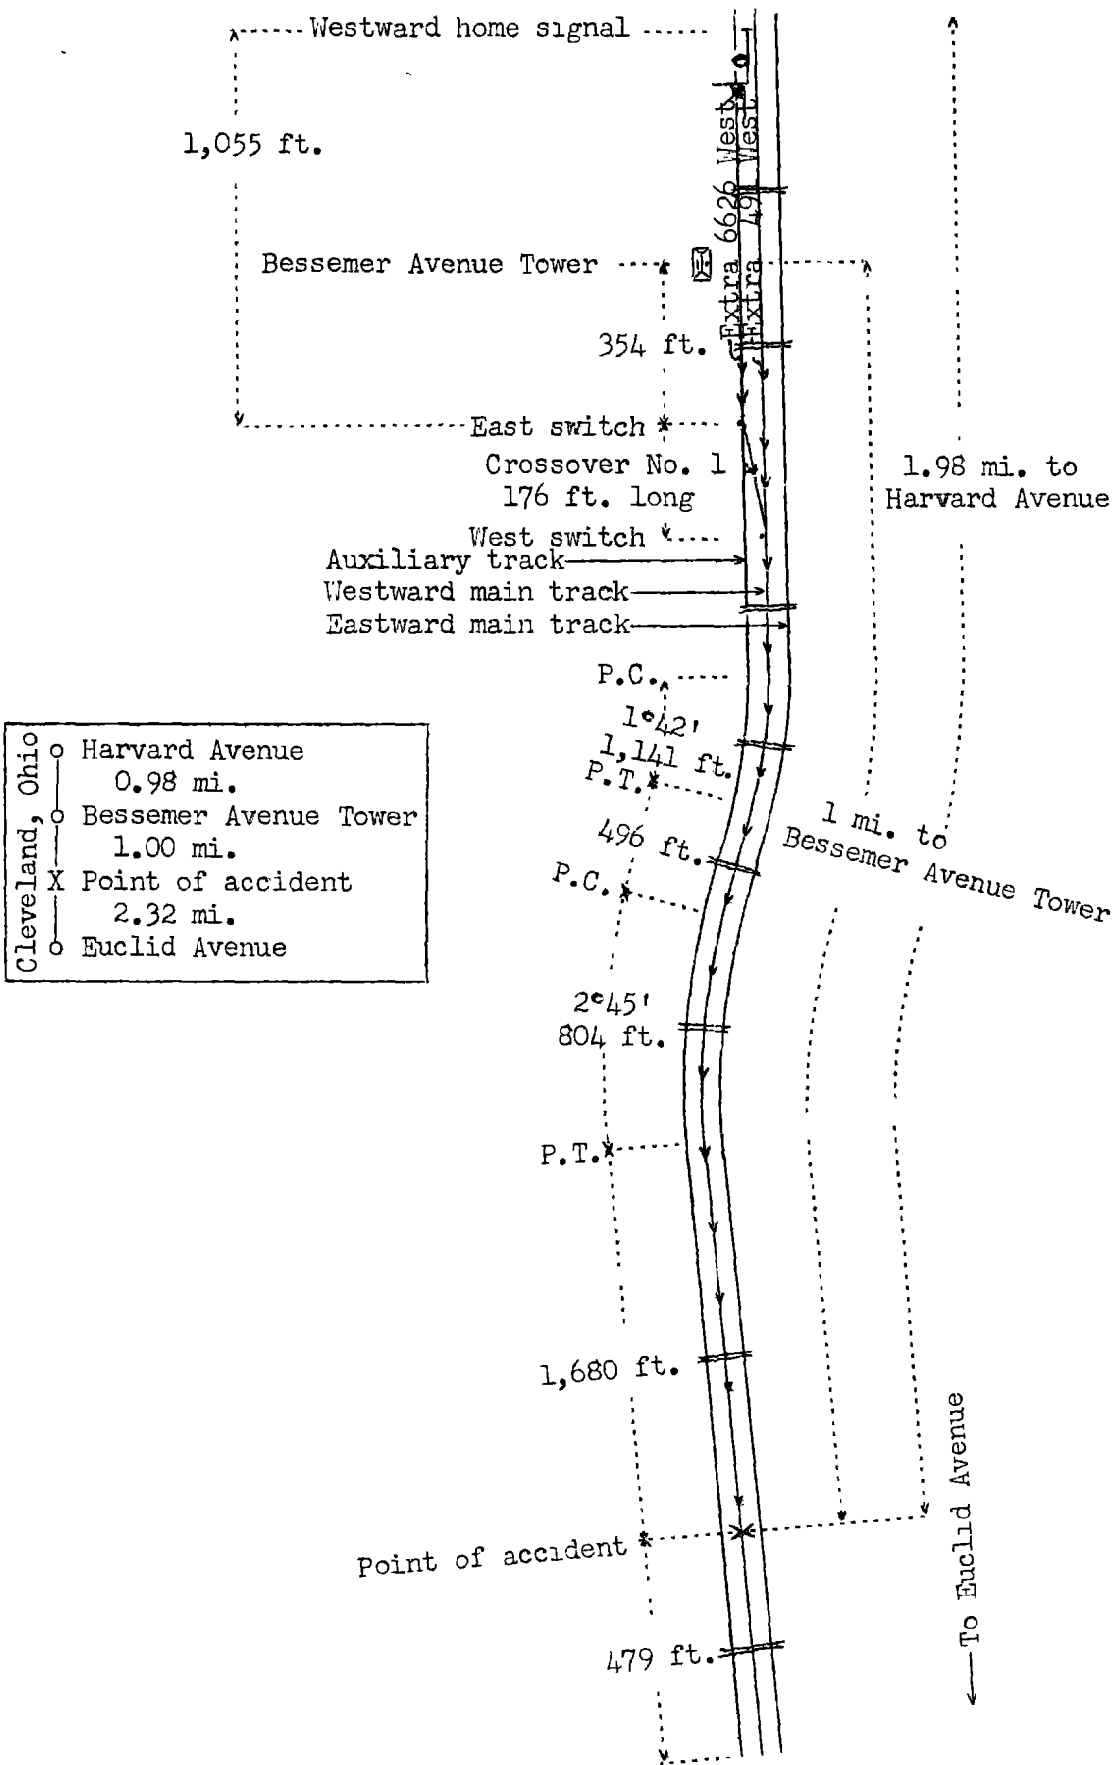 Westward home signal
1,055 ft.
Extra 6626 West
Extra 49 West
Bessemer Avenue Tower
354 ft.
East switch
Crossover No. 1
176 ft. long
West switch
1.98 mi. to
Harvard Avenue
Auxiliary track
Westward main track
Eastward main track
P.C.
1°42'
1,141 ft.
P.T.
496 ft.
P.C.
1 mi. to
Bessemer Avenue Tower
Cleveland, Ohio
Harvard Avenue
0.98 mi.
Bessemer Avenue Tower
1.00 mi.
X Point of accident
2.32 mi.
Euclid Avenue
2°45'
804 ft.
P.T.
1,680 ft.
Point of accident
To Euclid Avenue
479 ft.